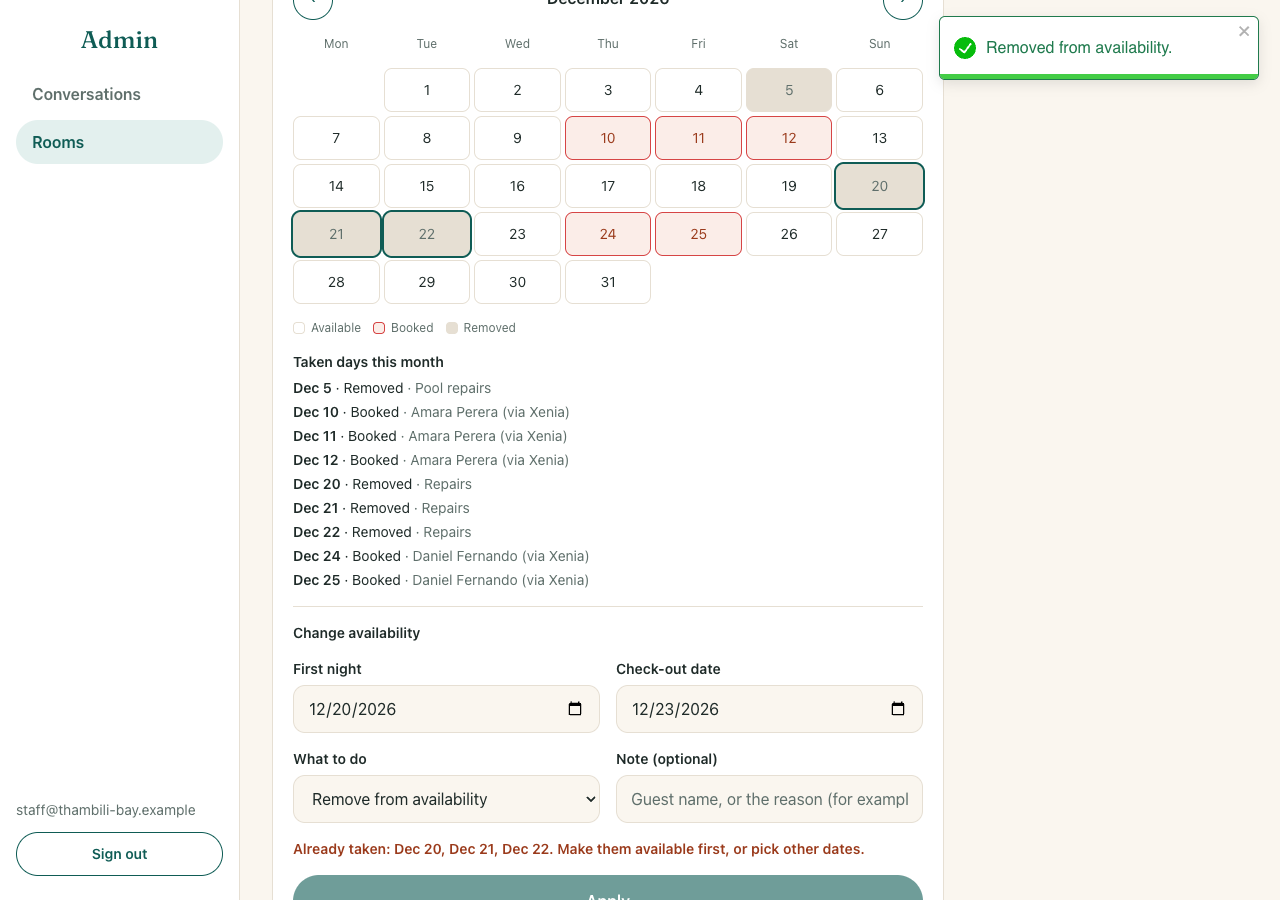 Admin
Conversations
Rooms
staff@thambili-bay.example
Sign out
December 2026
Mon Tue Wed Thu Fri Sat Sun
1 2 3 4 5 6
7 8 9 10 11 12 13
14 15 16 17 18 19 20
21 22 23 24 25 26 27
28 29 30 31
Available Booked Removed
Taken days this month
Dec 5 · Removed · Pool repairs
Dec 10 · Booked · Amara Perera (via Xenia)
Dec 11 · Booked · Amara Perera (via Xenia)
Dec 12 · Booked · Amara Perera (via Xenia)
Dec 20 · Removed · Repairs
Dec 21 · Removed · Repairs
Dec 22 · Removed · Repairs
Dec 24 · Booked · Daniel Fernando (via Xenia)
Dec 25 · Booked · Daniel Fernando (via Xenia)
Change availability
First night Check-out date
12/20/2026 12/23/2026
What to do Note (optional)
Remove from availability Guest name, or the reason (for exampl
Already taken: Dec 20, Dec 21, Dec 22. Make them available first, or pick other dates.
Apply
Removed from availability.